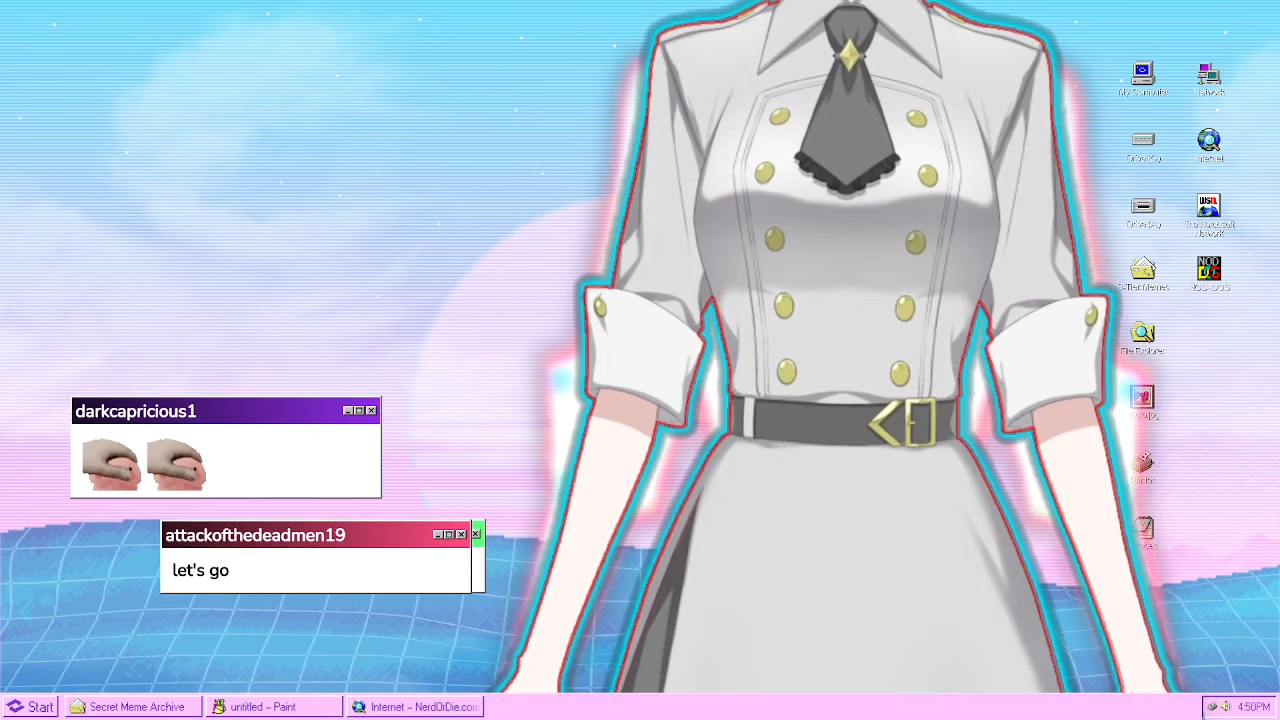 My Computer
Network
Internet
WSN
NOD
File Explorer
darkcapricious1
attackofthedeadmen19
let's go
Start
Secret Meme Archive
untitled - Paint
Internet - NerdOrDie.com
4:50PM